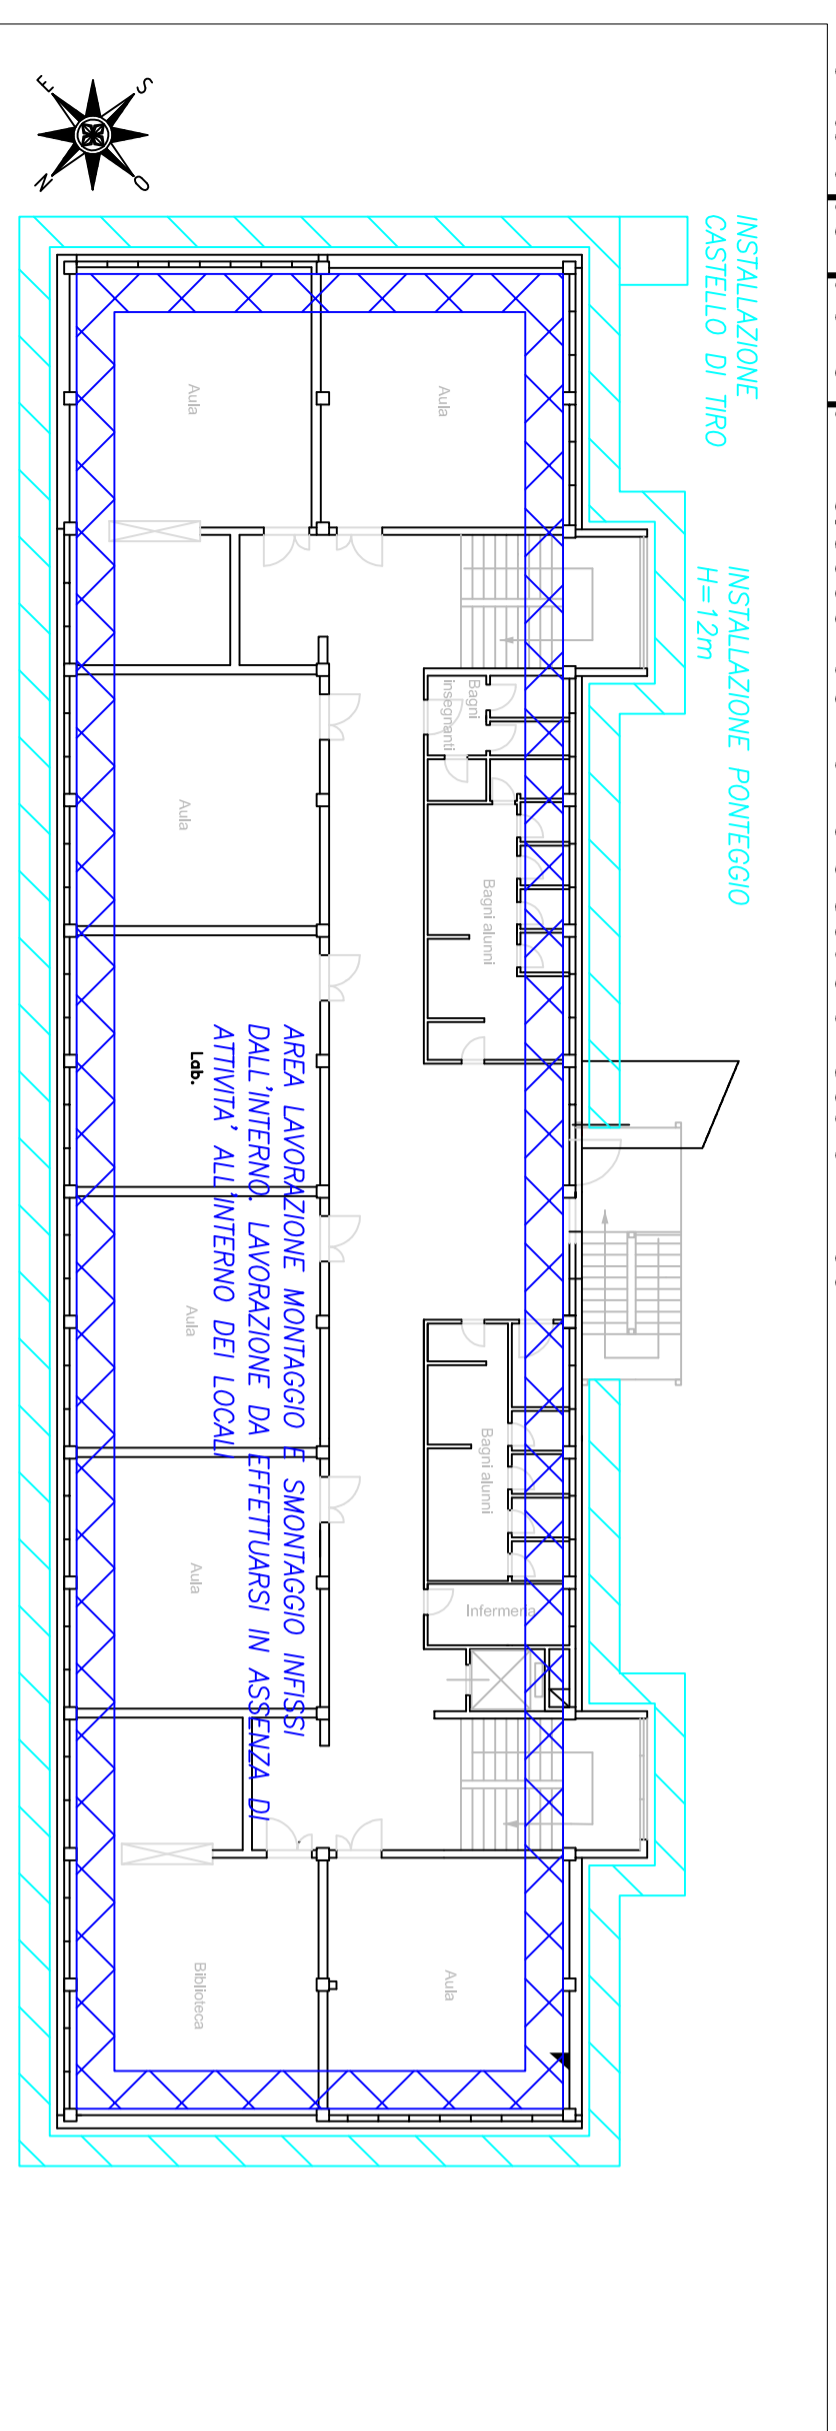 S
E
O
N
INSTALLAZIONE
CASTELLO DI TIRO
INSTALLAZIONE PONTEGGIO
H=12m
Aula
Aula
Bagni
insegnanti
Aula
Bagni alunni
Lab.
AREA LAVORAZIONE MONTAGGIO E SMONTAGGIO INFISSI
DALL'INTERNO. LAVORAZIONE DA EFFETTUARSI IN ASSENZA DI
ATTIVITA' ALL'INTERNO DEI LOCALI
Aula
Bagni alunni
Aula
Infermeria
Biblioteca
Aula